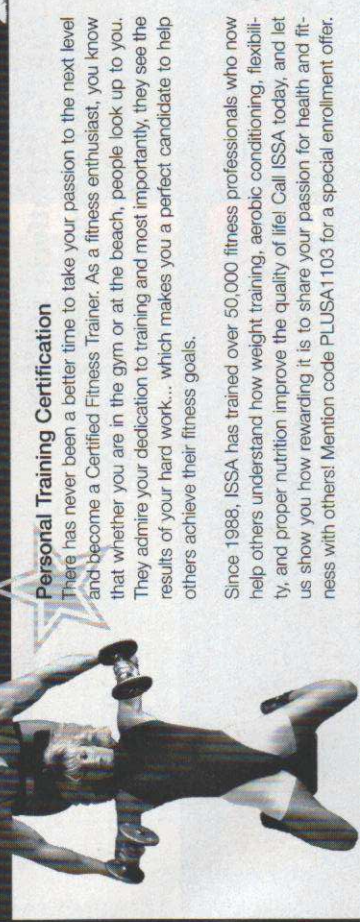 Personal Training Certification
There has never been a better time to take your passion to the next level
and become a Certified Fitness Trainer. As a fitness enthusiast, you know
that whether you are in the gym or at the beach, people look up to you.
They admire your dedication to training and most importantly, they see the
results of your hard work... which makes you a perfect candidate to help
others achieve their fitness goals.
Since 1988, ISSA has trained over 50,000 fitness professionals who now
help others understand how weight training, aerobic conditioning, flexibili-
ty, and proper nutrition improve the quality of life! Call ISSA today, and let
us show you how rewarding it is to share your passion for health and fit-
ness with others! Mention code PLUSA1103 for a special enrollment offer.